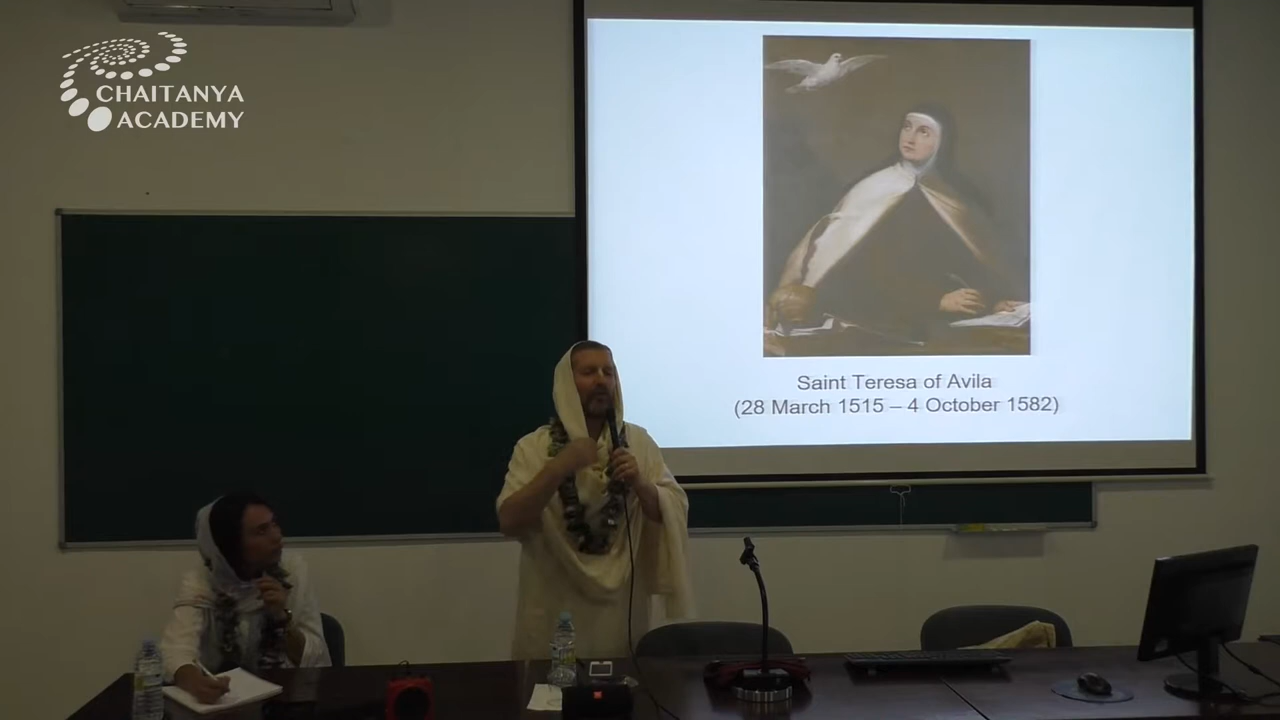 CHAITANYA
ACADEMY
Saint Teresa of Avila
(28 March 1515 – 4 October 1582)